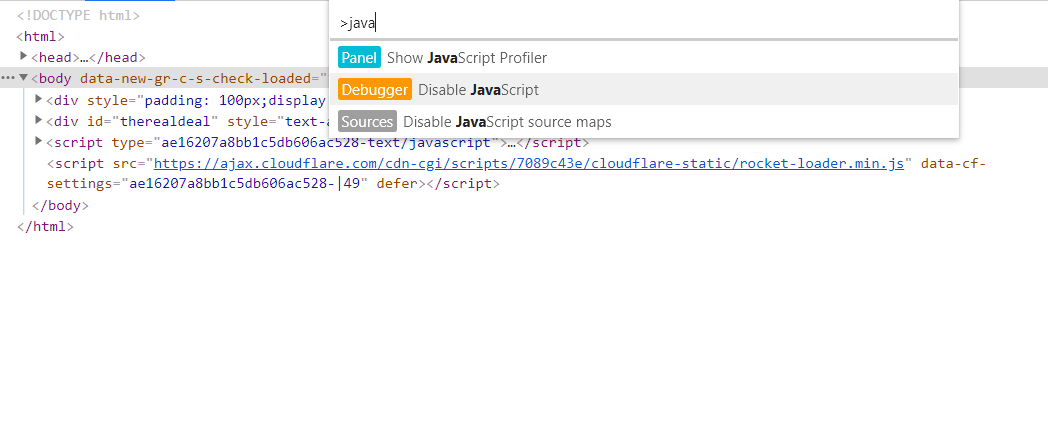 <!DOCTYPE html>
<html>
<head>…</head>
<body data-new-gr-c-s-check-loaded="
<div style="padding: 100px;display
<div id="therealdeal" style="text-a
<script type="ae16207a8bb1c5db606ac528-text/javascript">…</script>
<script src="https://ajax.cloudflare.com/cdn-cgi/scripts/7089c43e/cloudflare-static/rocket-loader.min.js" data-cf-
settings="ae16207a8bb1c5db606ac528-|49" defer></script>
</body>
</html>
>java
Panel Show JavaScript Profiler
Debugger Disable JavaScript
Sources Disable JavaScript source maps